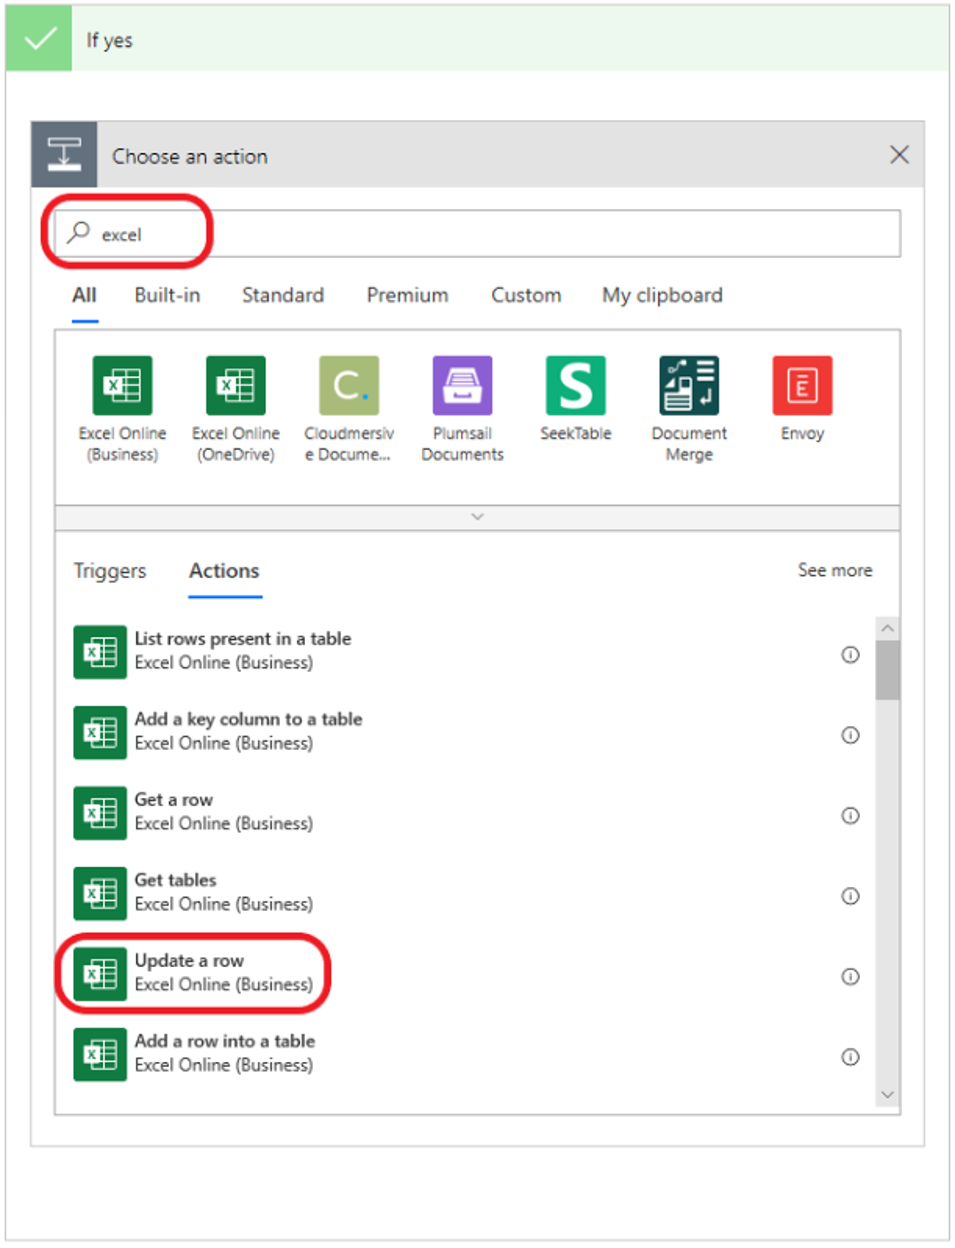 If yes
Choose an action
excel
All Built-in Standard Premium Custom My clipboard
Excel Online Excel Online Cloudmersiv Plumsail SeekTable Document Envoy
(Business) (OneDrive) e Docume... Documents Merge
Triggers Actions See more
List rows present in a table
Excel Online (Business)
Add a key column to a table
Excel Online (Business)
Get a row
Excel Online (Business)
Get tables
Excel Online (Business)
Update a row
Excel Online (Business)
Add a row into a table
Excel Online (Business)